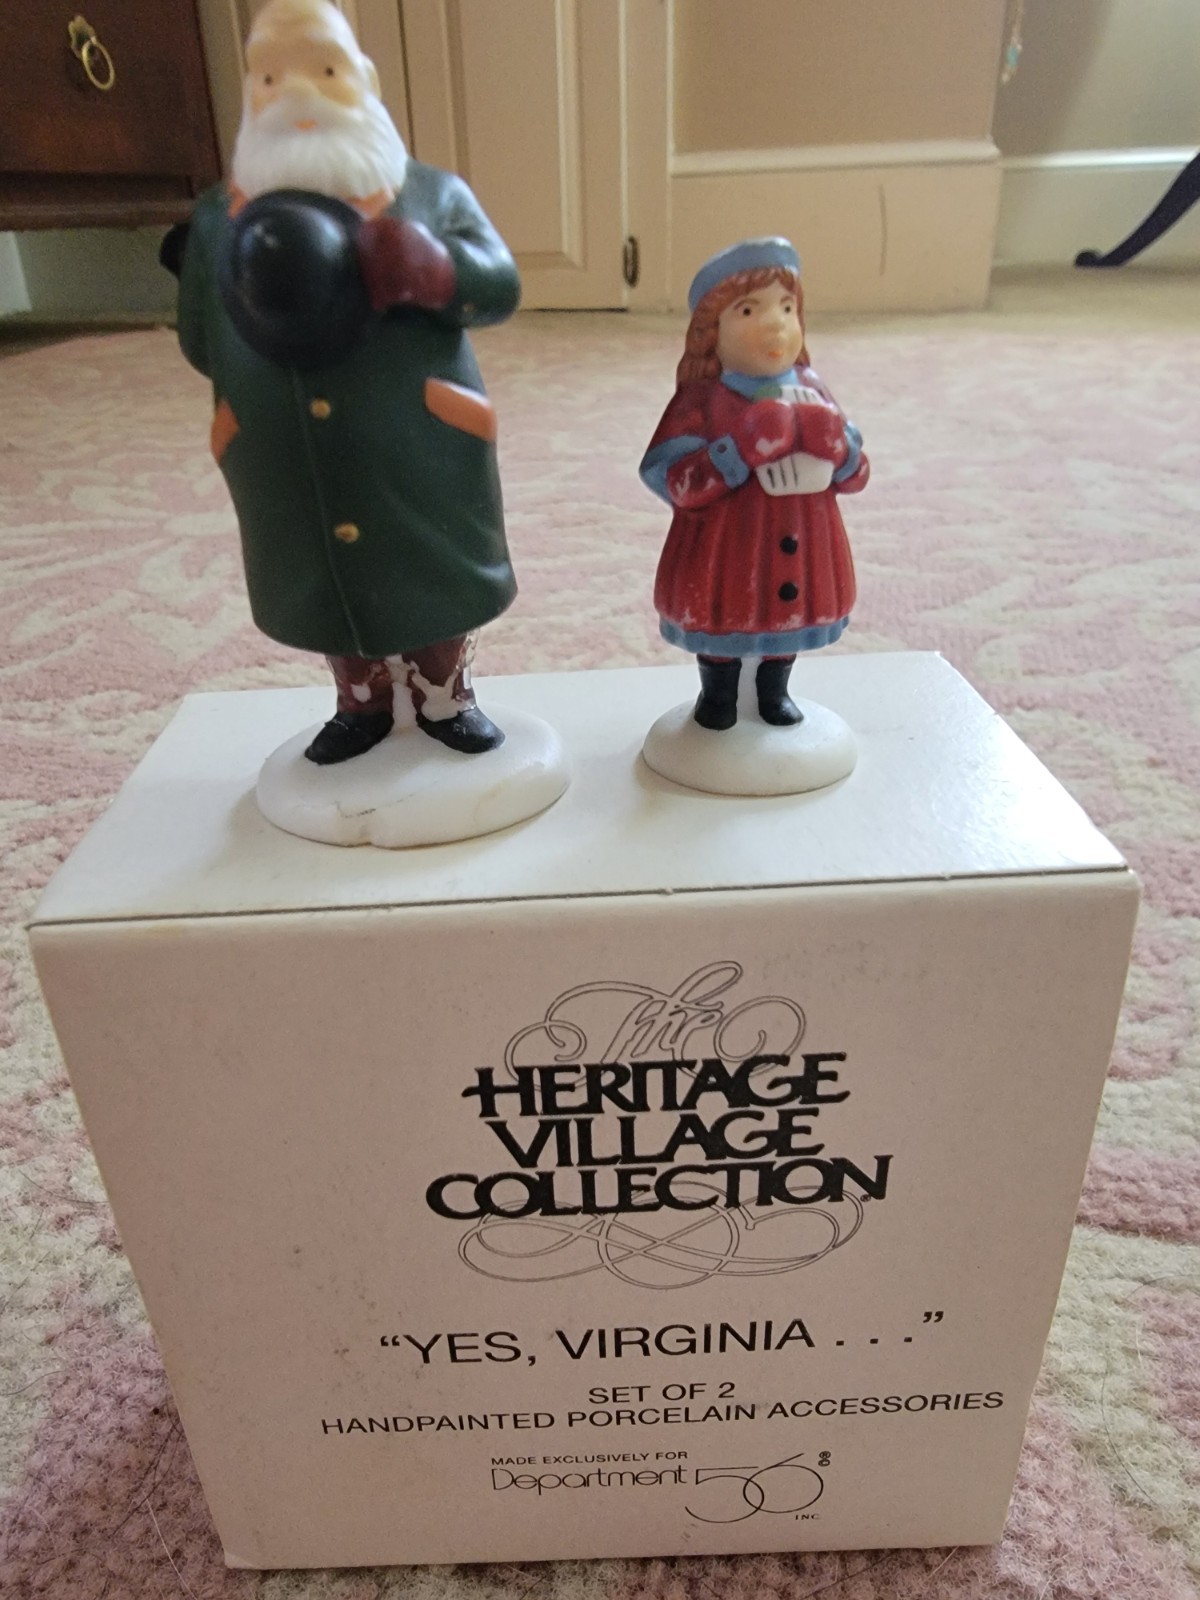 The
HERITAGE
VILLAGE
COLLECTION®
“YES, VIRGINIA . . .”
SET OF 2
HANDPAINTED PORCELAIN ACCESSORIES
MADE EXCLUSIVELY FOR
Department 56®
INC.